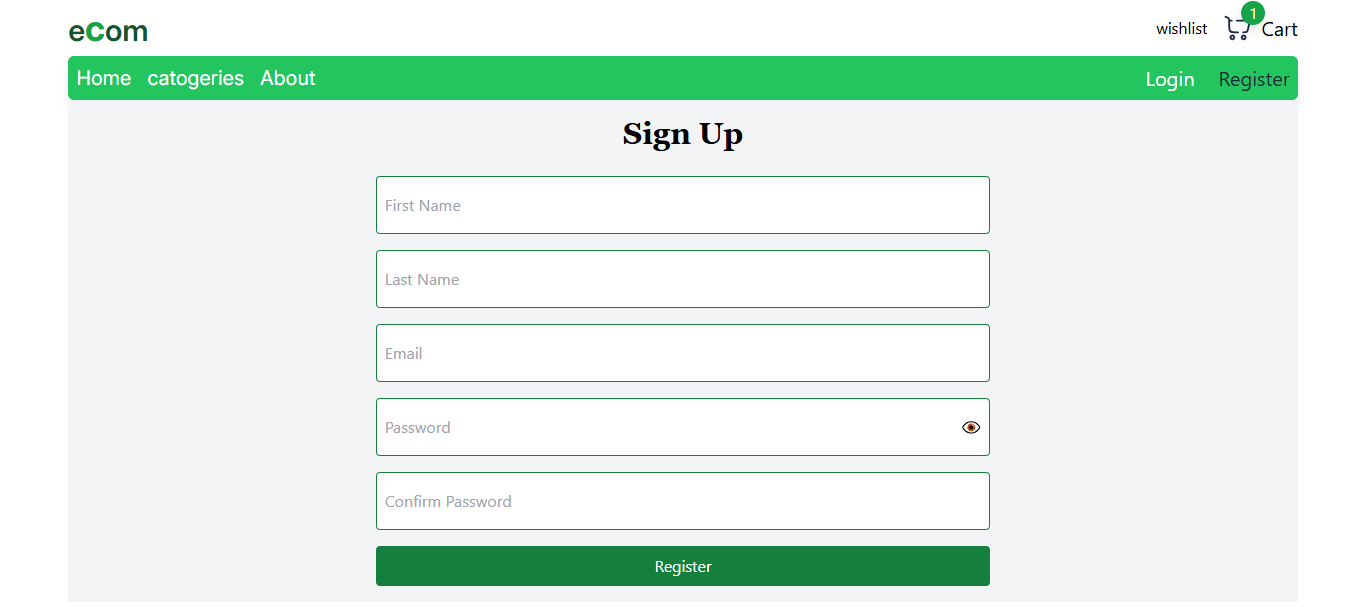 eCom
wishlist 1 Cart
Home catogeries About Login Register
Sign Up
First Name
Last Name
Email
Password
Confirm Password
Register